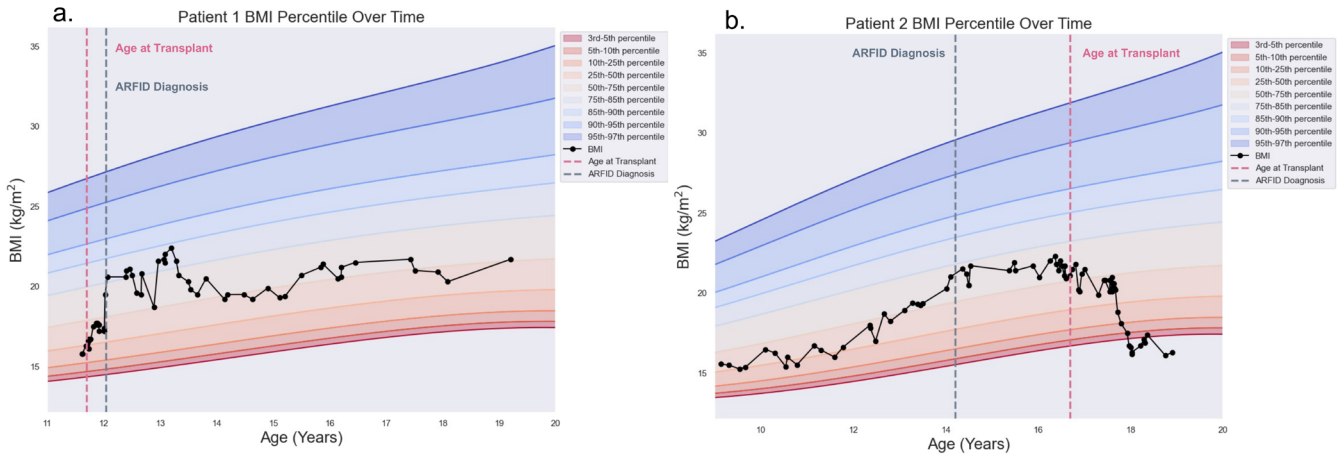 a.
Patient 1 BMI Percentile Over Time
BMI (kg/m²)
35
30
25
20
15
11 12 13 14 15 16 17 18 19 20
Age (Years)
Age at Transplant
ARFID Diagnosis
3rd-5th percentile
5th-10th percentile
10th-25th percentile
25th-50th percentile
50th-75th percentile
75th-85th percentile
85th-90th percentile
90th-95th percentile
95th-97th percentile
BMI
Age at Transplant
ARFID Diagnosis
b.
Patient 2 BMI Percentile Over Time
BMI (kg/m²)
35
30
25
20
15
10 12 14 16 18 20
Age (Years)
ARFID Diagnosis
Age at Transplant
3rd-5th percentile
5th-10th percentile
10th-25th percentile
25th-50th percentile
50th-75th percentile
75th-85th percentile
85th-90th percentile
90th-95th percentile
95th-97th percentile
BMI
Age at Transplant
ARFID Diagnosis